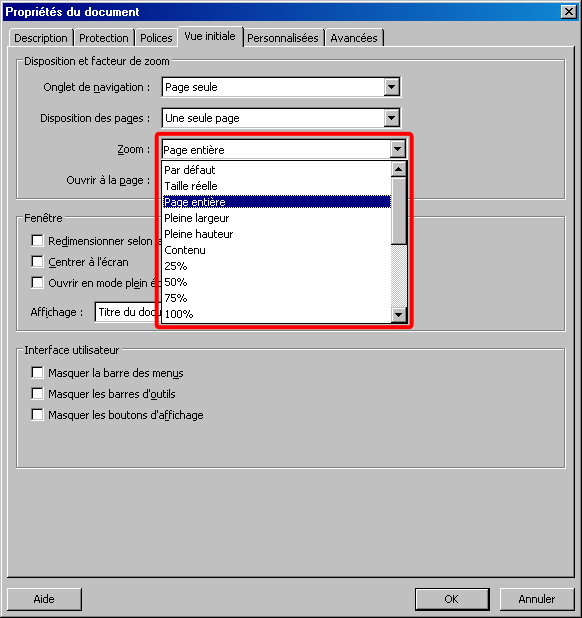 Propriétés du document
Description Protection Polices Vue initiale Personnalisées Avancées
Disposition et facteur de zoom
Onglet de navigation : Page seule
Disposition des pages : Une seule page
Zoom : Page entière
Ouvrir à la page :
Par défaut
Taille réelle
Page entière
Pleine largeur
Pleine hauteur
Contenu
25%
50%
75%
100%
Fenêtre
Redimensionner selon
Centrer à l'écran
Ouvrir en mode plein
Affichage : Titre du
Interface utilisateur
Masquer la barre des menus
Masquer les barres d'outils
Masquer les boutons d'affichage
Aide OK Annuler